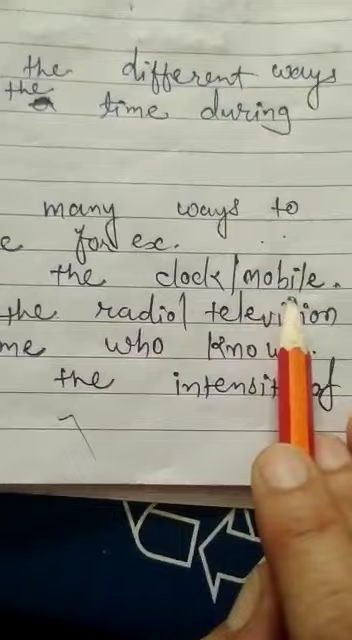 the different ways
the time during
many ways to
e for ex.
the clock/mobile.
the radio/ television
me who know
the intensit of